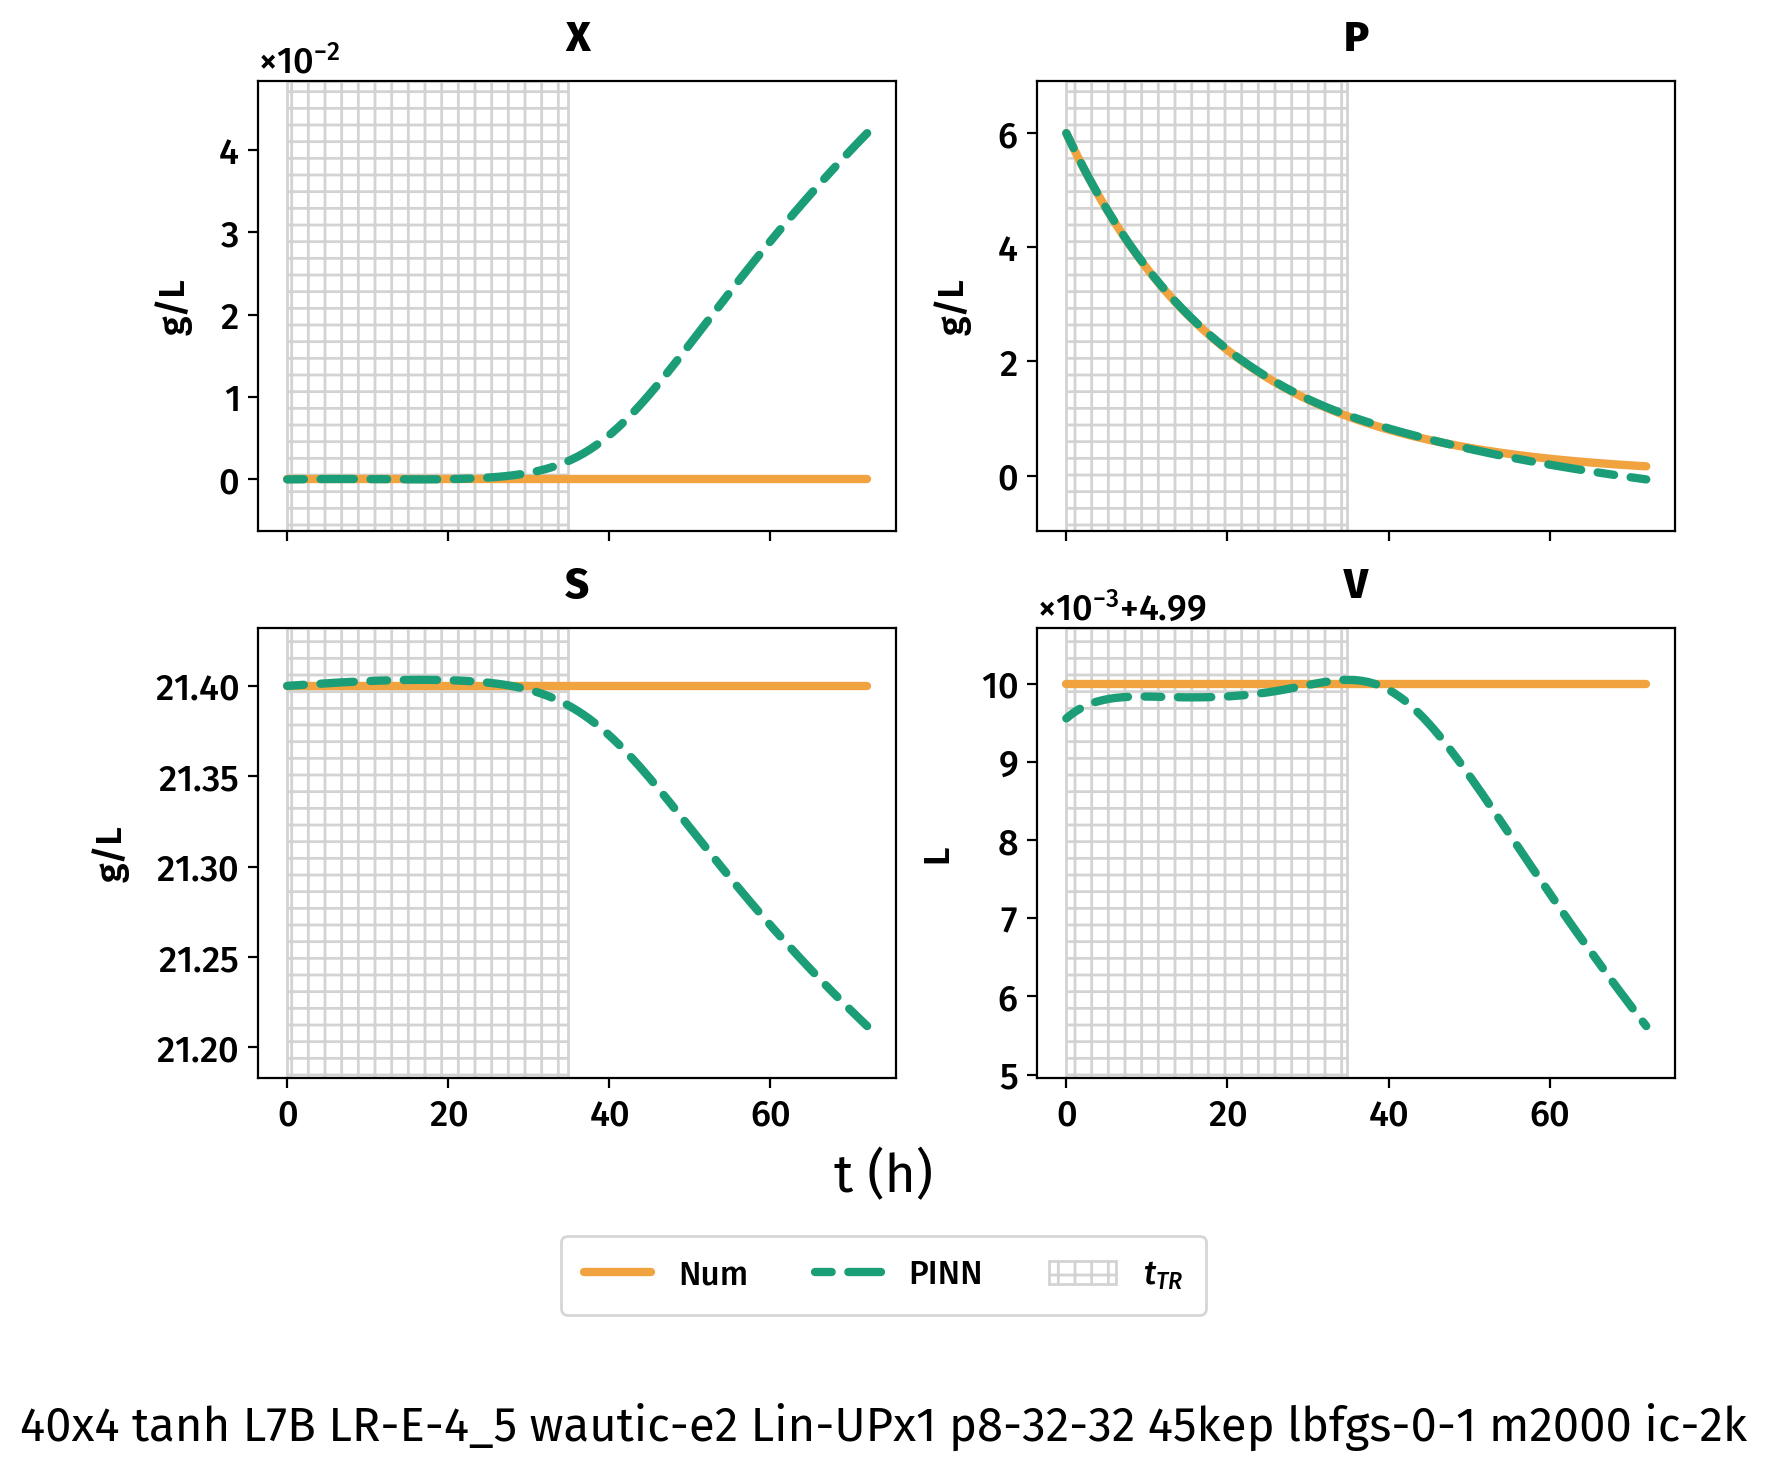 X
×10⁻²
g/L
4
3
2
1
0
P
g/L
6
4
2
0
S
g/L
21.40
21.35
21.30
21.25
21.20
0 20 40 60
V
×10⁻³+4.99
L
10
9
8
7
6
5
0 20 40 60
t (h)
Num PINN t_TR
40x4 tanh L7B LR-E-4_5 wautic-e2 Lin-UPx1 p8-32-32 45kep lbfgs-0-1 m2000 ic-2k